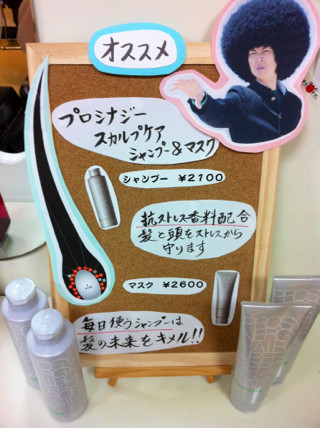 オススメ
プロシナジー
スカルプケア
シャンプー&マスク
シャンプー ¥2100
抗ストレス香料配合
髪と頭をストレスから
守ります
マスク ¥2600
毎日使うシャンプーは
髪の未来をキメル!!